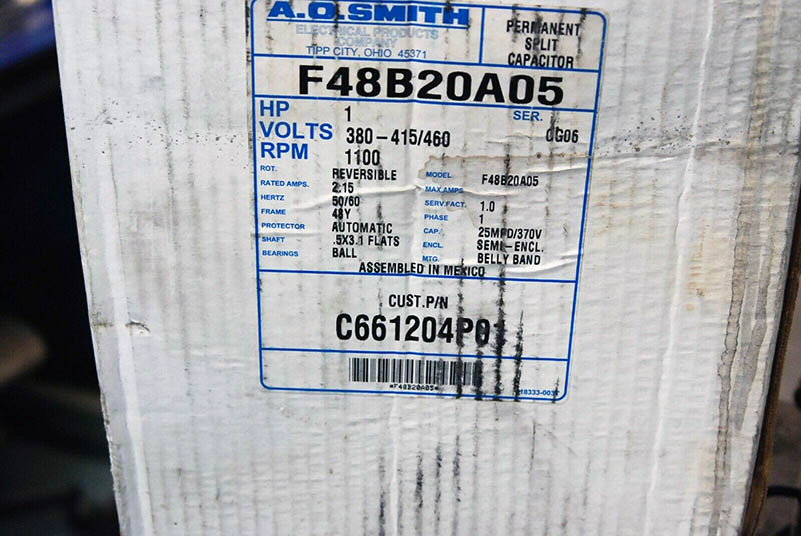 A.O.SMITH
ELECTRICAL PRODUCTS
COMPANY
TIPP CITY, OHIO 45371
PERMANENT
SPLIT
CAPACITOR
F48B20A05
HP 1 SER.
VOLTS 380-415/460 0G06
RPM 1100
ROT. REVERSIBLE MODEL F48B20A05
RATED AMPS. 2.15 MAX.AMPS
HERTZ 50/60 SERV.FACT. 1.0
FRAME 48Y PHASE 1
PROTECTOR AUTOMATIC CAP. 25MFD/370V
SHAFT .5X3.1 FLATS ENCL. SEMI-ENCL.
BEARINGS BALL MTG. BELLY BAND
ASSEMBLED IN MEXICO
CUST.P/N
C661204P01
*F48B20A05*